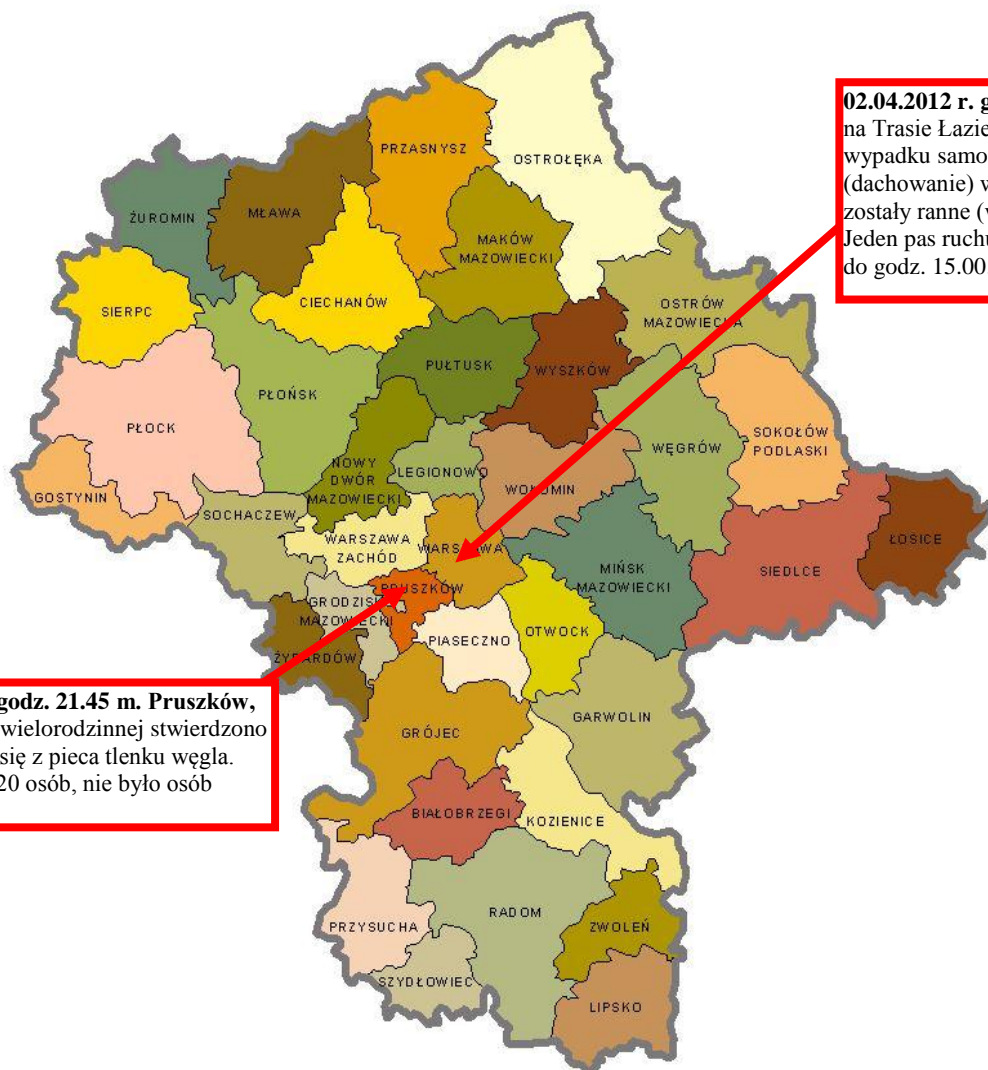 PRZASNYSZ
OSTROŁĘKA
02.04.2012 r. g
na Trasie Łazie
wypadku samo
(dachowanie) w
zostały ranne (w
Jeden pas ruchu
do godz. 15.00
ŻUROMIN
MŁAWA
MAKÓW
MAZOWIECKI
SIERPC
CIECHANÓW
OSTRÓW
MAZOWIECKA
PUŁTUSK
WYSZKÓW
PŁOŃSK
PŁOCK
WĘGRÓW
SOKOŁÓW
PODLASKI
NOWY
DWÓR
MAZOWIECKI
LEGIONOWO
WOŁOMIN
GOSTYNIN
SOCHACZEW
WARSZAWA
ZACHÓD
WARSZAWA
ŁOSICE
SIEDLCE
MIŃSK
MAZOWIECKI
PRUSZKÓW
GRODZISK
MAZOWIECKI
PIASECZNO
OTWOCK
ŻYRARDÓW
godz. 21.45 m. Pruszków,
wielorodzinnej stwierdzono
się z pieca tlenku węgla.
20 osób, nie było osób
GARWOLIN
GRÓJEC
BIAŁOBRZEGI
KOZIENICE
RADOM
PRZYSUCHA
ZWOLEŃ
SZYDŁOWIEC
LIPSKO